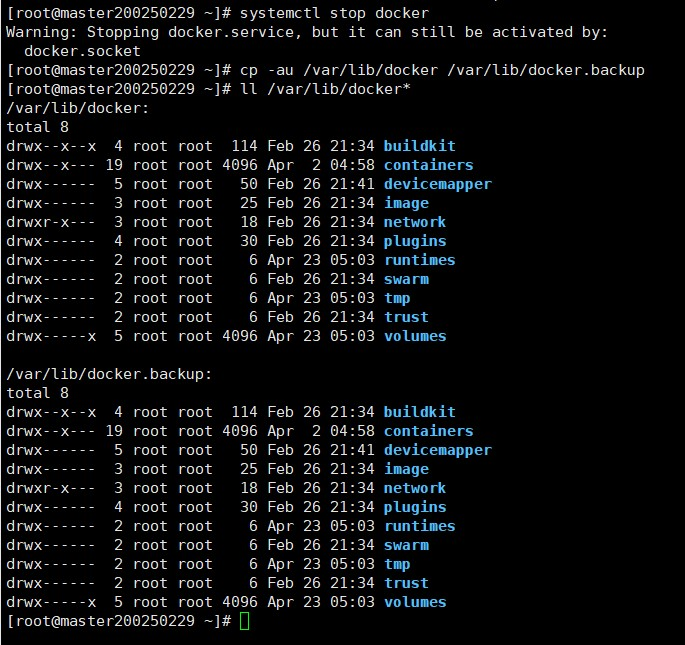 [root@master200250229 ~]# systemctl stop docker
Warning: Stopping docker.service, but it can still be activated by:
  docker.socket
[root@master200250229 ~]# cp -au /var/lib/docker /var/lib/docker.backup
[root@master200250229 ~]# ll /var/lib/docker*
/var/lib/docker:
total 8
drwx--x--x  4 root root  114 Feb 26 21:34 buildkit
drwx--x--- 19 root root 4096 Apr  2 04:58 containers
drwx------  5 root root   50 Feb 26 21:41 devicemapper
drwx------  3 root root   25 Feb 26 21:34 image
drwxr-x---  3 root root   18 Feb 26 21:34 network
drwx------  4 root root   30 Feb 26 21:34 plugins
drwx------  2 root root    6 Apr 23 05:03 runtimes
drwx------  2 root root    6 Feb 26 21:34 swarm
drwx------  2 root root    6 Apr 23 05:03 tmp
drwx------  2 root root    6 Feb 26 21:34 trust
drwx-----x  5 root root 4096 Apr 23 05:03 volumes

/var/lib/docker.backup:
total 8
drwx--x--x  4 root root  114 Feb 26 21:34 buildkit
drwx--x--- 19 root root 4096 Apr  2 04:58 containers
drwx------  5 root root   50 Feb 26 21:41 devicemapper
drwx------  3 root root   25 Feb 26 21:34 image
drwxr-x---  3 root root   18 Feb 26 21:34 network
drwx------  4 root root   30 Feb 26 21:34 plugins
drwx------  2 root root    6 Apr 23 05:03 runtimes
drwx------  2 root root    6 Feb 26 21:34 swarm
drwx------  2 root root    6 Apr 23 05:03 tmp
drwx------  2 root root    6 Feb 26 21:34 trust
drwx-----x  5 root root 4096 Apr 23 05:03 volumes
[root@master200250229 ~]#